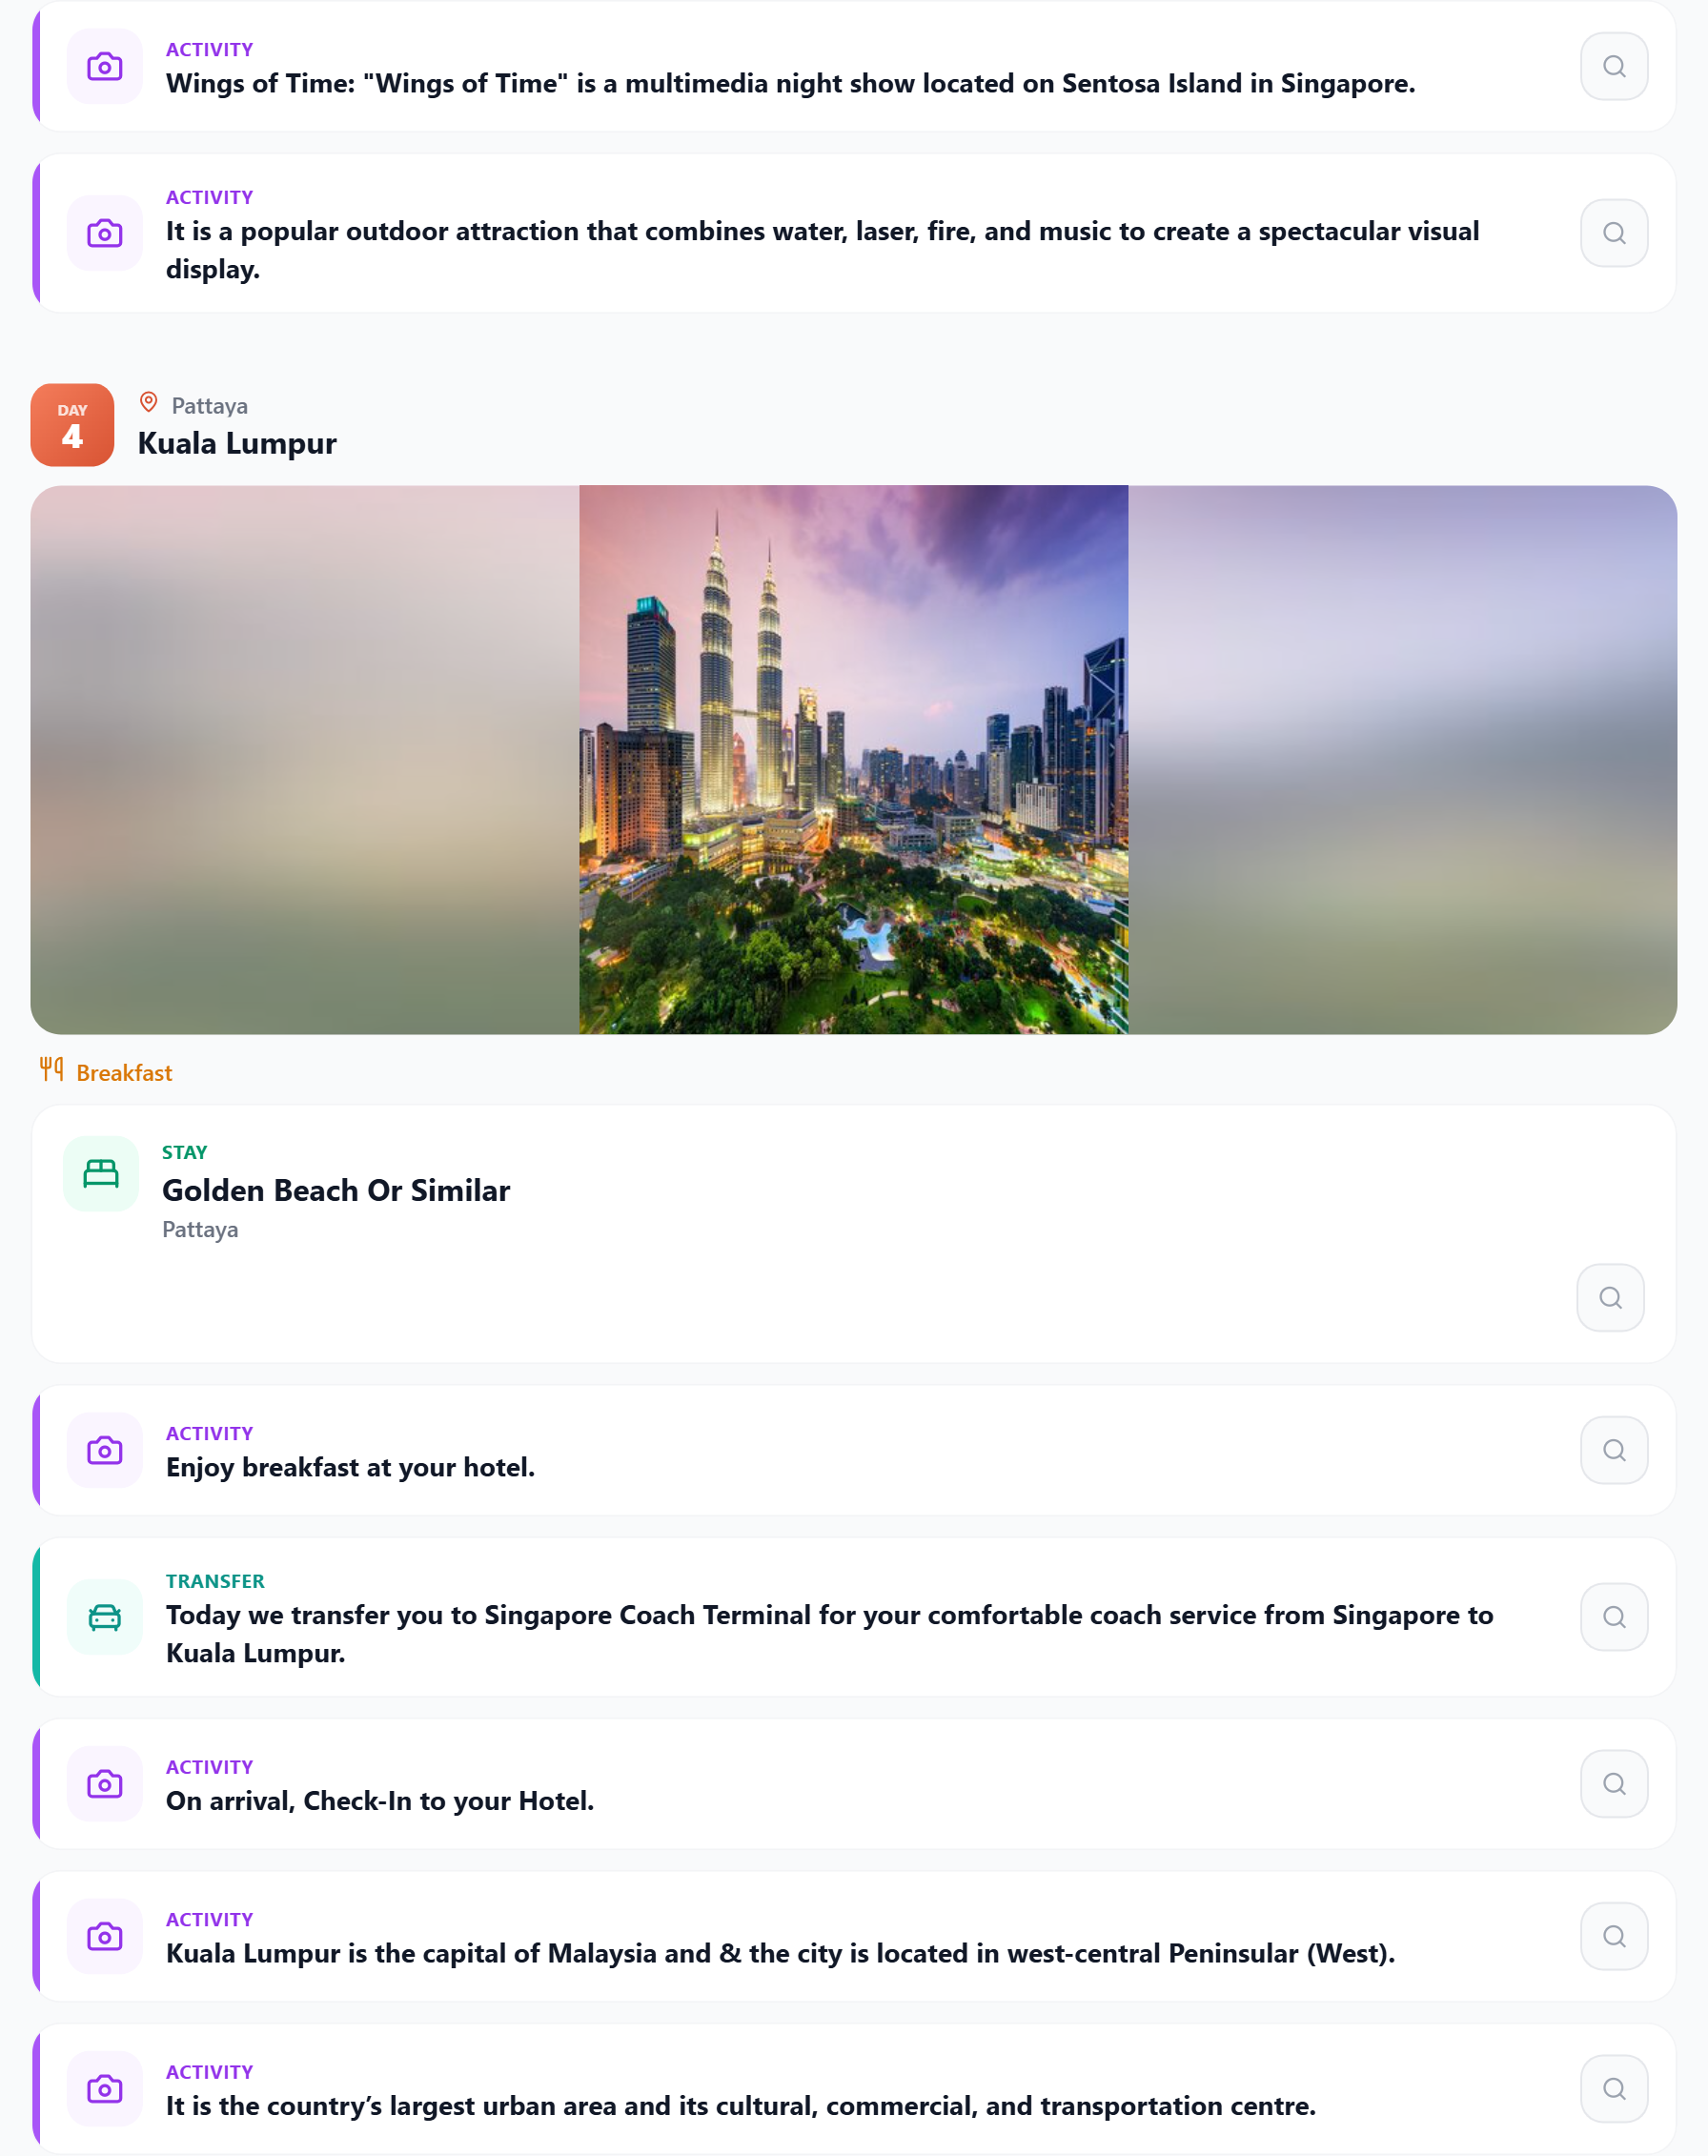 ACTIVITY
Wings of Time: "Wings of Time" is a multimedia night show located on Sentosa Island in Singapore.
ACTIVITY
It is a popular outdoor attraction that combines water, laser, fire, and music to create a spectacular visual
display.
DAY
4
Pattaya
Kuala Lumpur
Breakfast
STAY
Golden Beach Or Similar
Pattaya
ACTIVITY
Enjoy breakfast at your hotel.
TRANSFER
Today we transfer you to Singapore Coach Terminal for your comfortable coach service from Singapore to
Kuala Lumpur.
ACTIVITY
On arrival, Check-In to your Hotel.
ACTIVITY
Kuala Lumpur is the capital of Malaysia and & the city is located in west-central Peninsular (West).
ACTIVITY
It is the country’s largest urban area and its cultural, commercial, and transportation centre.